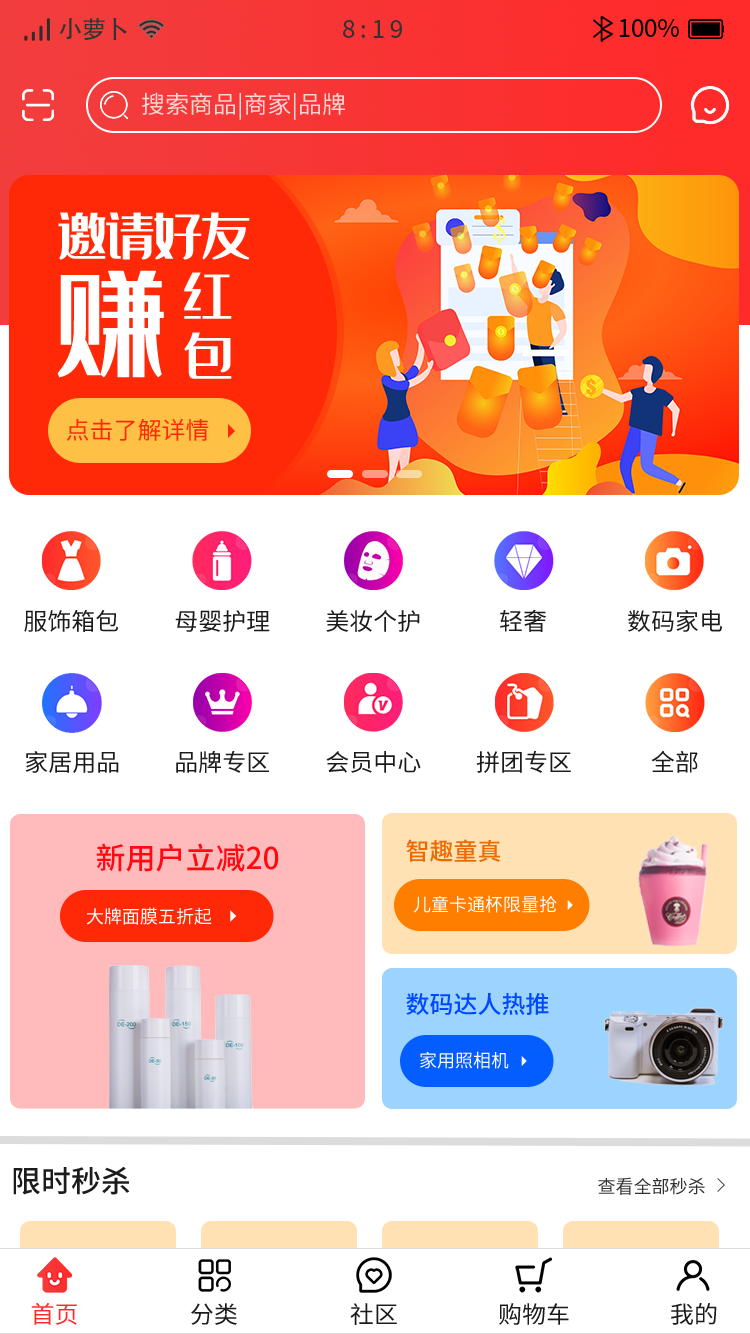 小萝卜
8:19
100%
搜索商品|商家|品牌
邀请好友
赚红包
点击了解详情
服饰箱包
母婴护理
美妆个护
轻奢
数码家电
家居用品
品牌专区
会员中心
拼团专区
全部
新用户立减20
大牌面膜五折起
智趣童真
儿童卡通杯限量抢
数码达人热推
家用照相机
限时秒杀
查看全部秒杀
首页
分类
社区
购物车
我的